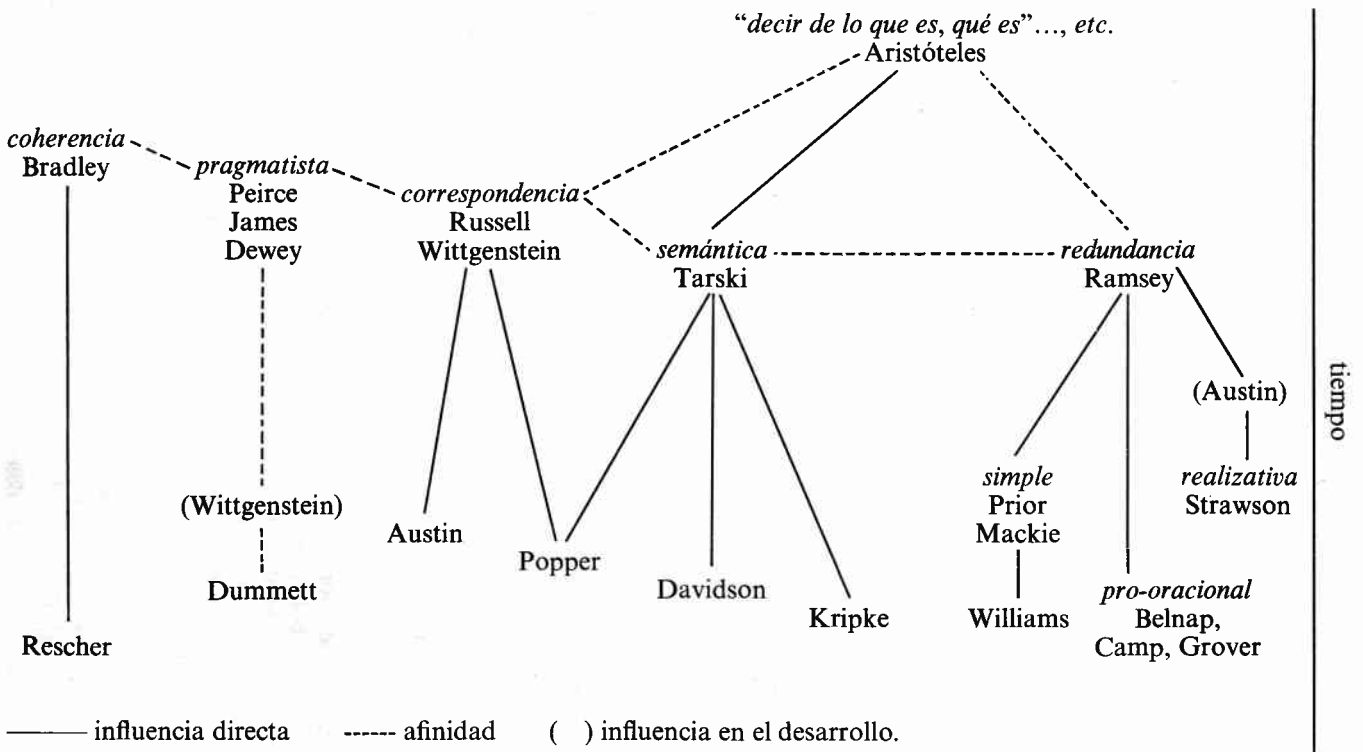 “decir de lo que es, qué es”..., etc.
Aristóteles
coherencia
Bradley
pragmatista
Peirce
James
Dewey
correspondencia
Russell
Wittgenstein
semántica
Tarski
redundancia
Ramsey
(Austin)
realizativa
Strawson
simple
Prior
Mackie
Williams
pro-oracional
Belnap,
Camp, Grover
(Wittgenstein)
Dummett
Austin
Popper
Davidson
Kripke
Rescher
tiempo
influencia directa afinidad ( ) influencia en el desarrollo.